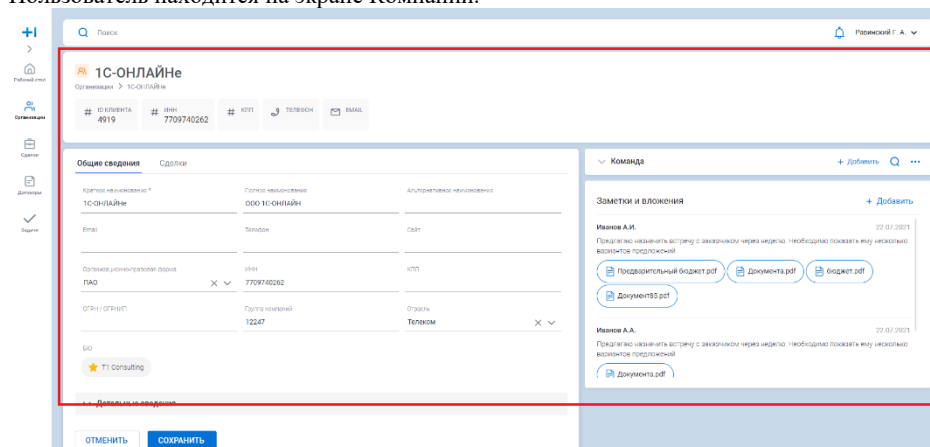 Пользователь находится на экране Компании.
Поиск
Равинский Г. А.
Рабочий стол
Организации
Сделки
Договоры
Задачи
1С-ОНЛАЙНе
Организации > 1С-ОНЛАЙНе
# ID КЛИЕНТА 4919
# ИНН 7709740262
# КПП
ТЕЛЕФОН
EMAIL
Общие сведения Сделки
Краткое наименование * Полное наименование Альтернативное наименование
1С-ОНЛАЙНе ООО 1С-ОНЛАЙН
Email Телефон Сайт
Организационно-правовая форма ИНН КПП
ПАО 7709740262
ОГРН / ОГРНИП Группа компаний Отрасль
12247 Телеком
БЮ
T1 Consulting
Детальные сведения
ОТМЕНИТЬ СОХРАНИТЬ
Команда + Добавить
Заметки и вложения + Добавить
Иванов А.И. 22.07.2021
Предлагаю назначить встречу с заказчиком через неделю. Необходимо показать ему несколько
вариантов предложений
Предварительный бюджет.pdf Документа.pdf бюджет.pdf
Документ85.pdf
Иванов А.А. 22.07.2021
Предлагаю назначить встречу с заказчиком через неделю. Необходимо показать ему несколько
вариантов предложений
Документа.pdf